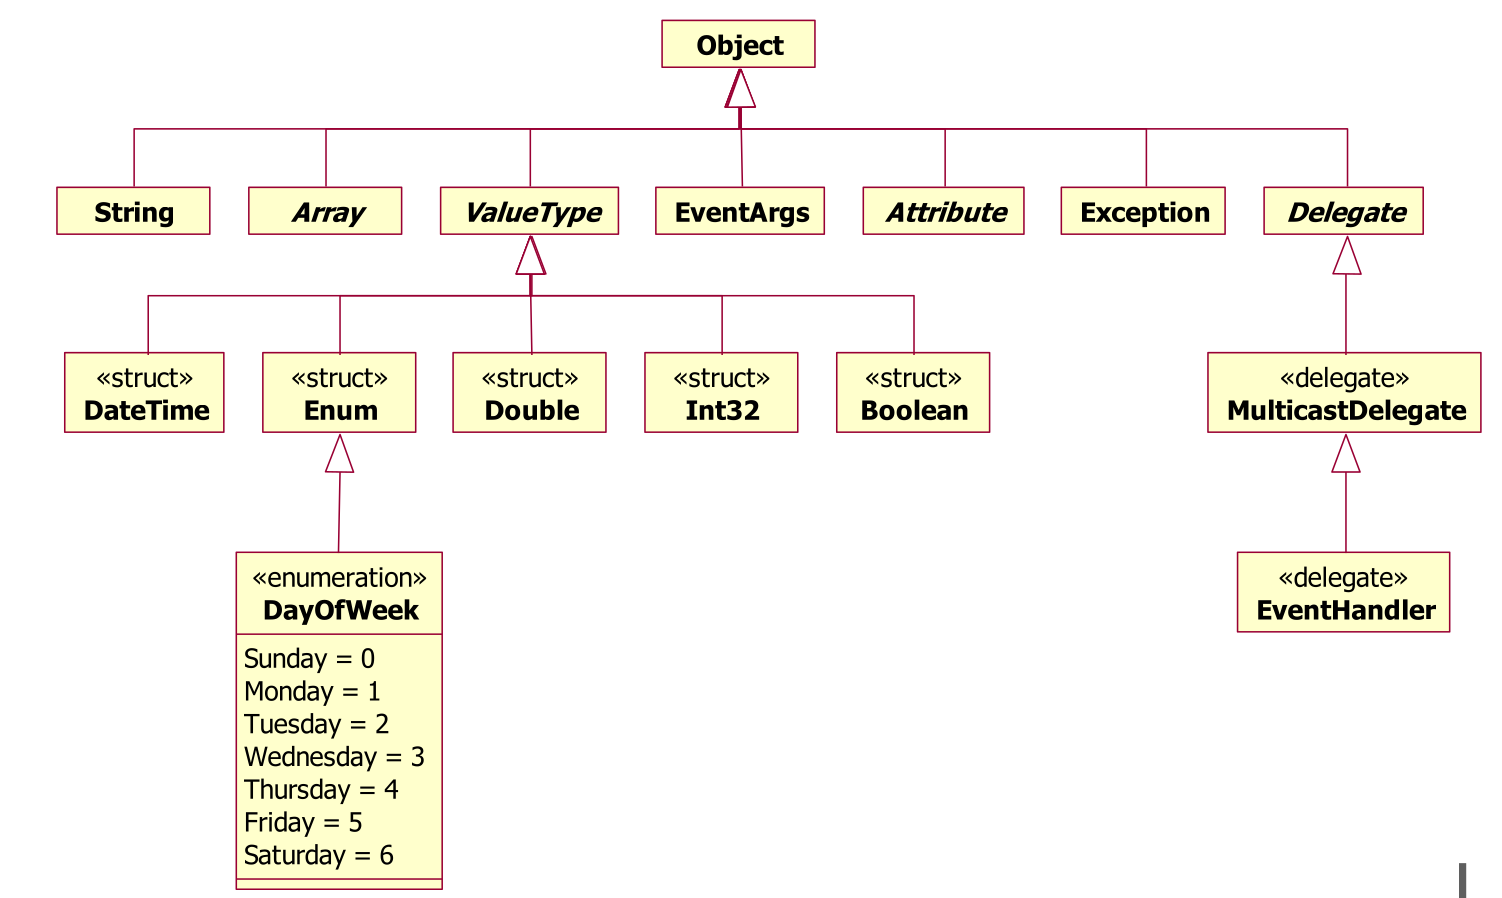 Object
String
Array
ValueType
EventArgs
Attribute
Exception
Delegate
«struct»
DateTime
«struct»
Enum
«struct»
Double
«struct»
Int32
«struct»
Boolean
«delegate»
MulticastDelegate
«enumeration»
DayOfWeek
Sunday = 0
Monday = 1
Tuesday = 2
Wednesday = 3
Thursday = 4
Friday = 5
Saturday = 6
«delegate»
EventHandler